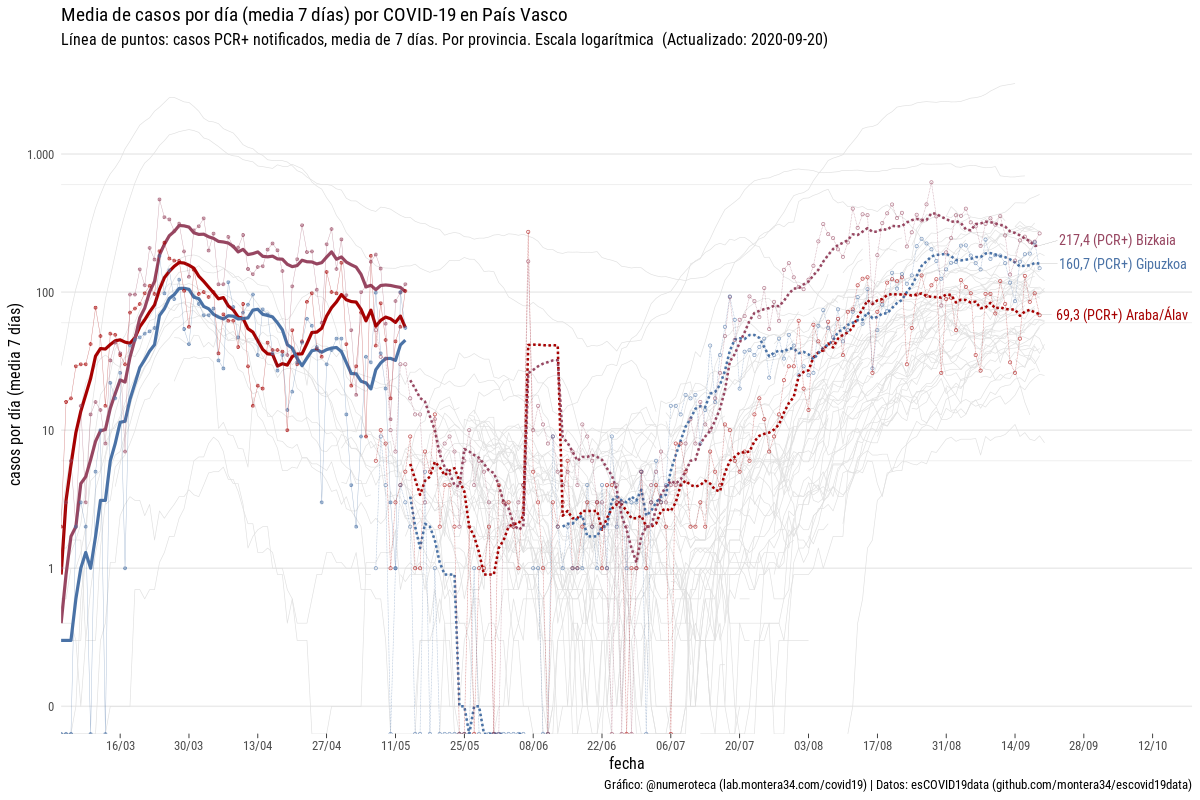 Media de casos por día (media 7 días) por COVID-19 en País Vasco
Línea de puntos: casos PCR+ notificados, media de 7 días. Por provincia. Escala logarítmica  (Actualizado: 2020-09-20)
casos por día (media 7 días)
1.000
100
10
1
0
217,4 (PCR+) Bizkaia
160,7 (PCR+) Gipuzkoa
69,3 (PCR+) Araba/Álav
16/03 30/03 13/04 27/04 11/05 25/05 08/06 22/06 06/07 20/07 03/08 17/08 31/08 14/09 28/09 12/10
fecha
Gráfico: @numeroteca (lab.montera34.com/covid19) | Datos: esCOVID19data (github.com/montera34/escovid19data)